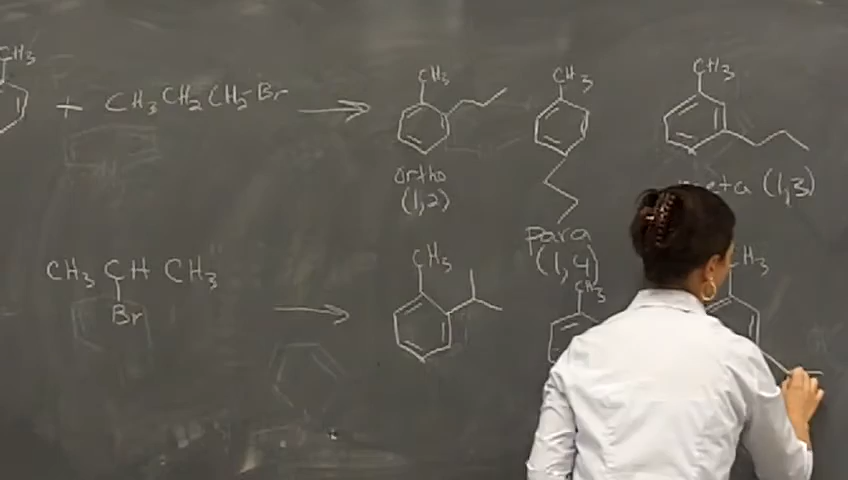 CH3
+ CH3CH2CH2-Br
CH3
CH3
CH3
ortho
(1,2)
para
(1,4)
meta (1,3)
CH3 CH CH3
Br
CH3
CH3
CH3